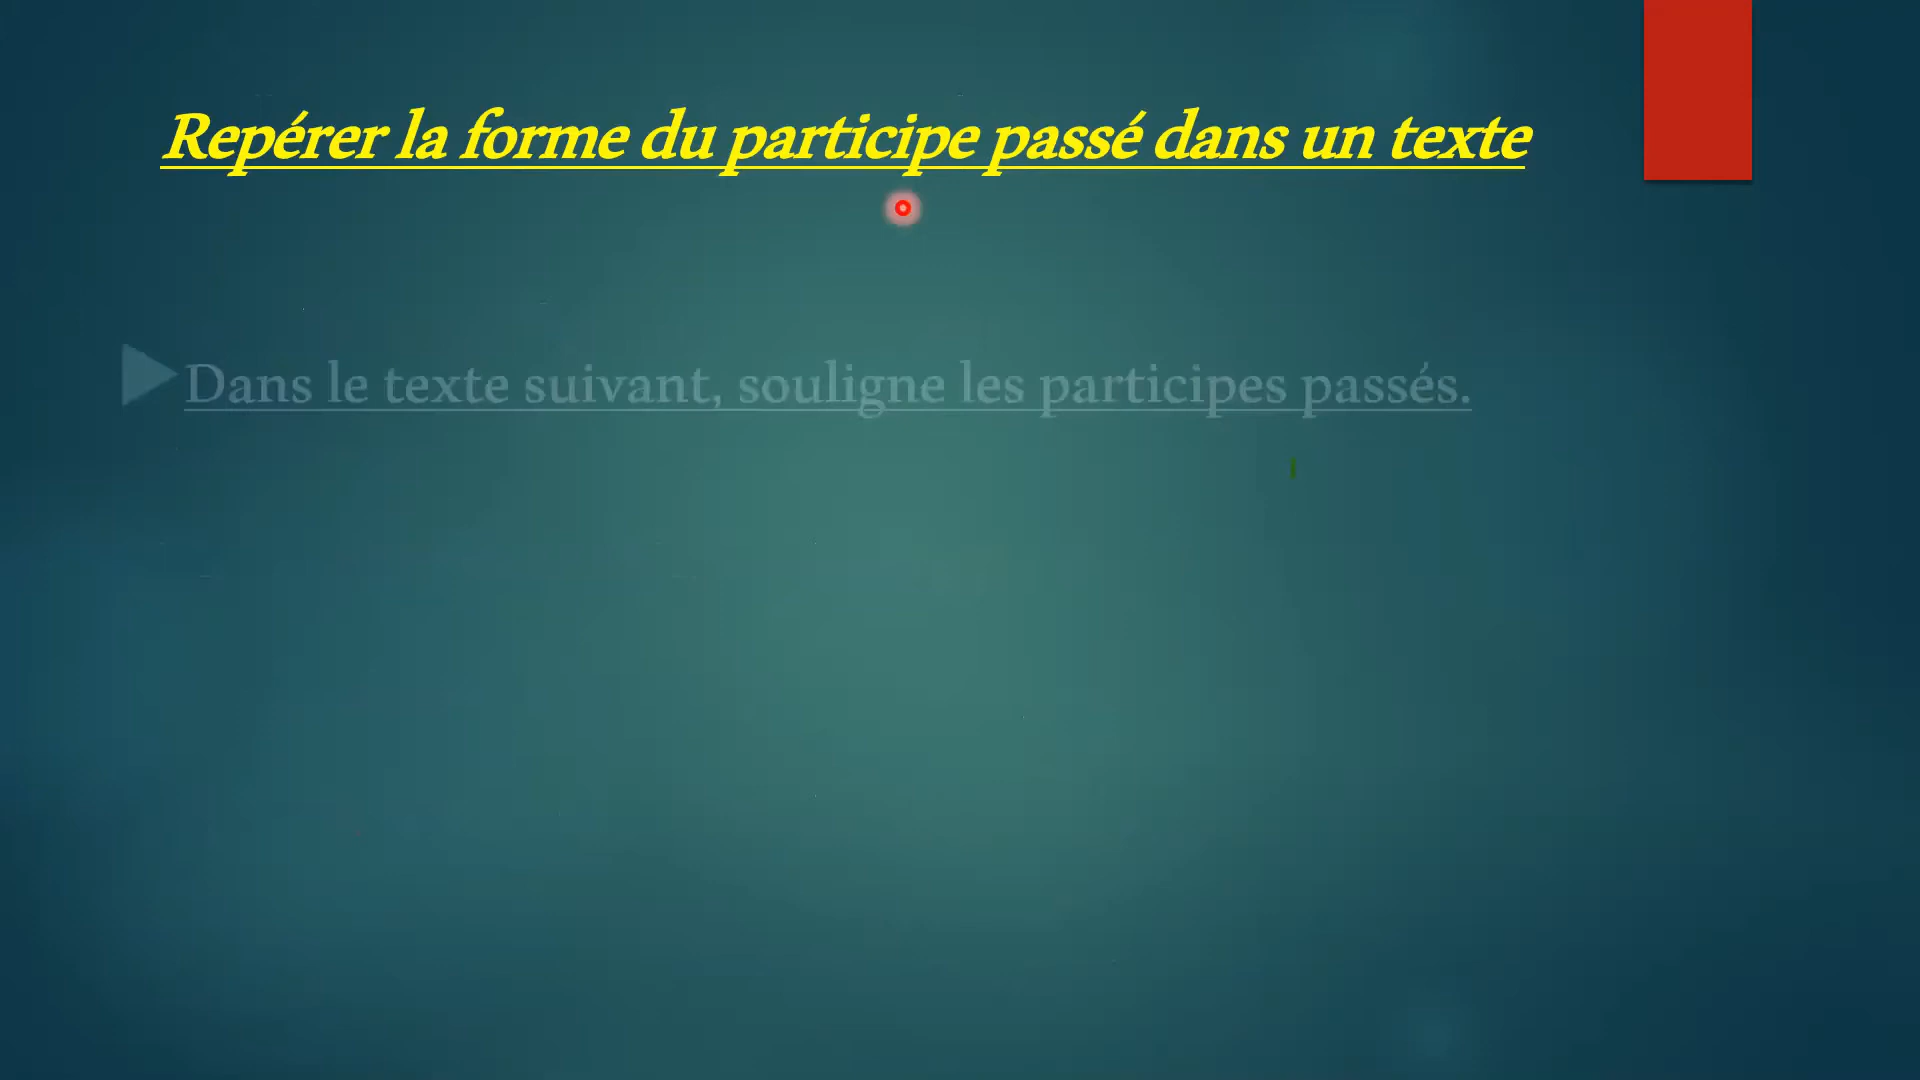 Repérer la forme du participe passé dans un texte
Dans le texte suivant, souligne les participes passés.